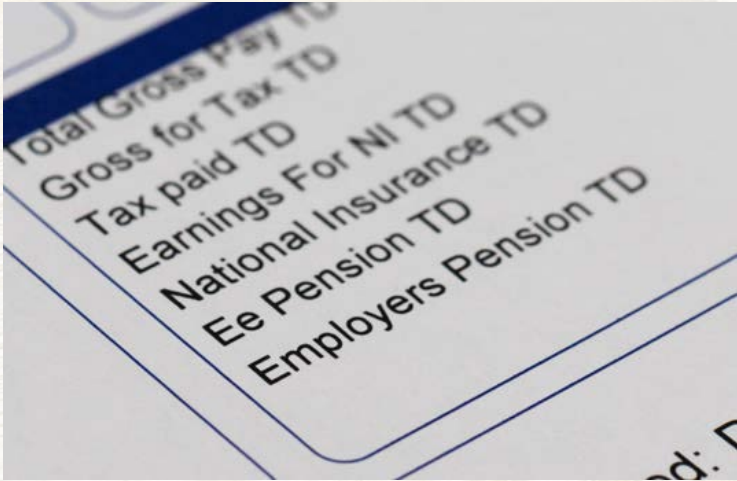 Total Gross Pay TD
Gross for Tax TD
Tax paid TD
Earnings For NI TD
National Insurance TD
Ee Pension TD
Employers Pension TD